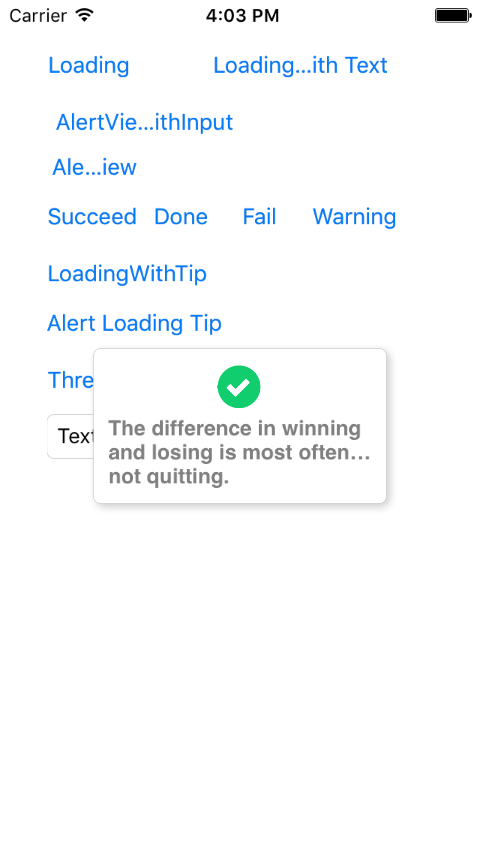 Carrier 4:03 PM
Loading Loading...ith Text
AlertVie...ithInput
Ale...iew
Succeed Done Fail Warning
LoadingWithTip
Alert Loading Tip
Thre
The difference in winning
Text
and losing is most often...
not quitting.